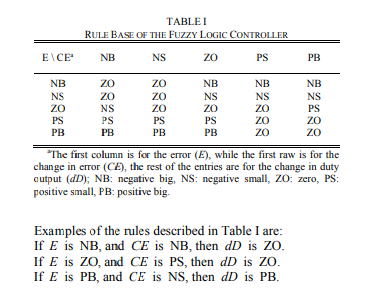 TABLE I
RULE BASE OF THE FUZZY LOGIC CONTROLLER
E \ CEᵃ NB NS ZO PS PB
NB ZO ZO NB NB NB
NS ZO ZO NS NS NS
ZO NS ZO ZO ZO PS
PS PS PS PS ZO ZO
PB PB PB PB ZO ZO
ᵃThe first column is for the error (E), while the first raw is for the
change in error (CE), the rest of the entries are for the change in duty
output (dD); NB: negative big, NS: negative small, ZO: zero, PS:
positive small, PB: positive big.
Examples of the rules described in Table I are:
If E is NB, and CE is NB, then dD is ZO.
If E is ZO, and CE is PS, then dD is ZO.
If E is PB, and CE is NS, then dD is PB.